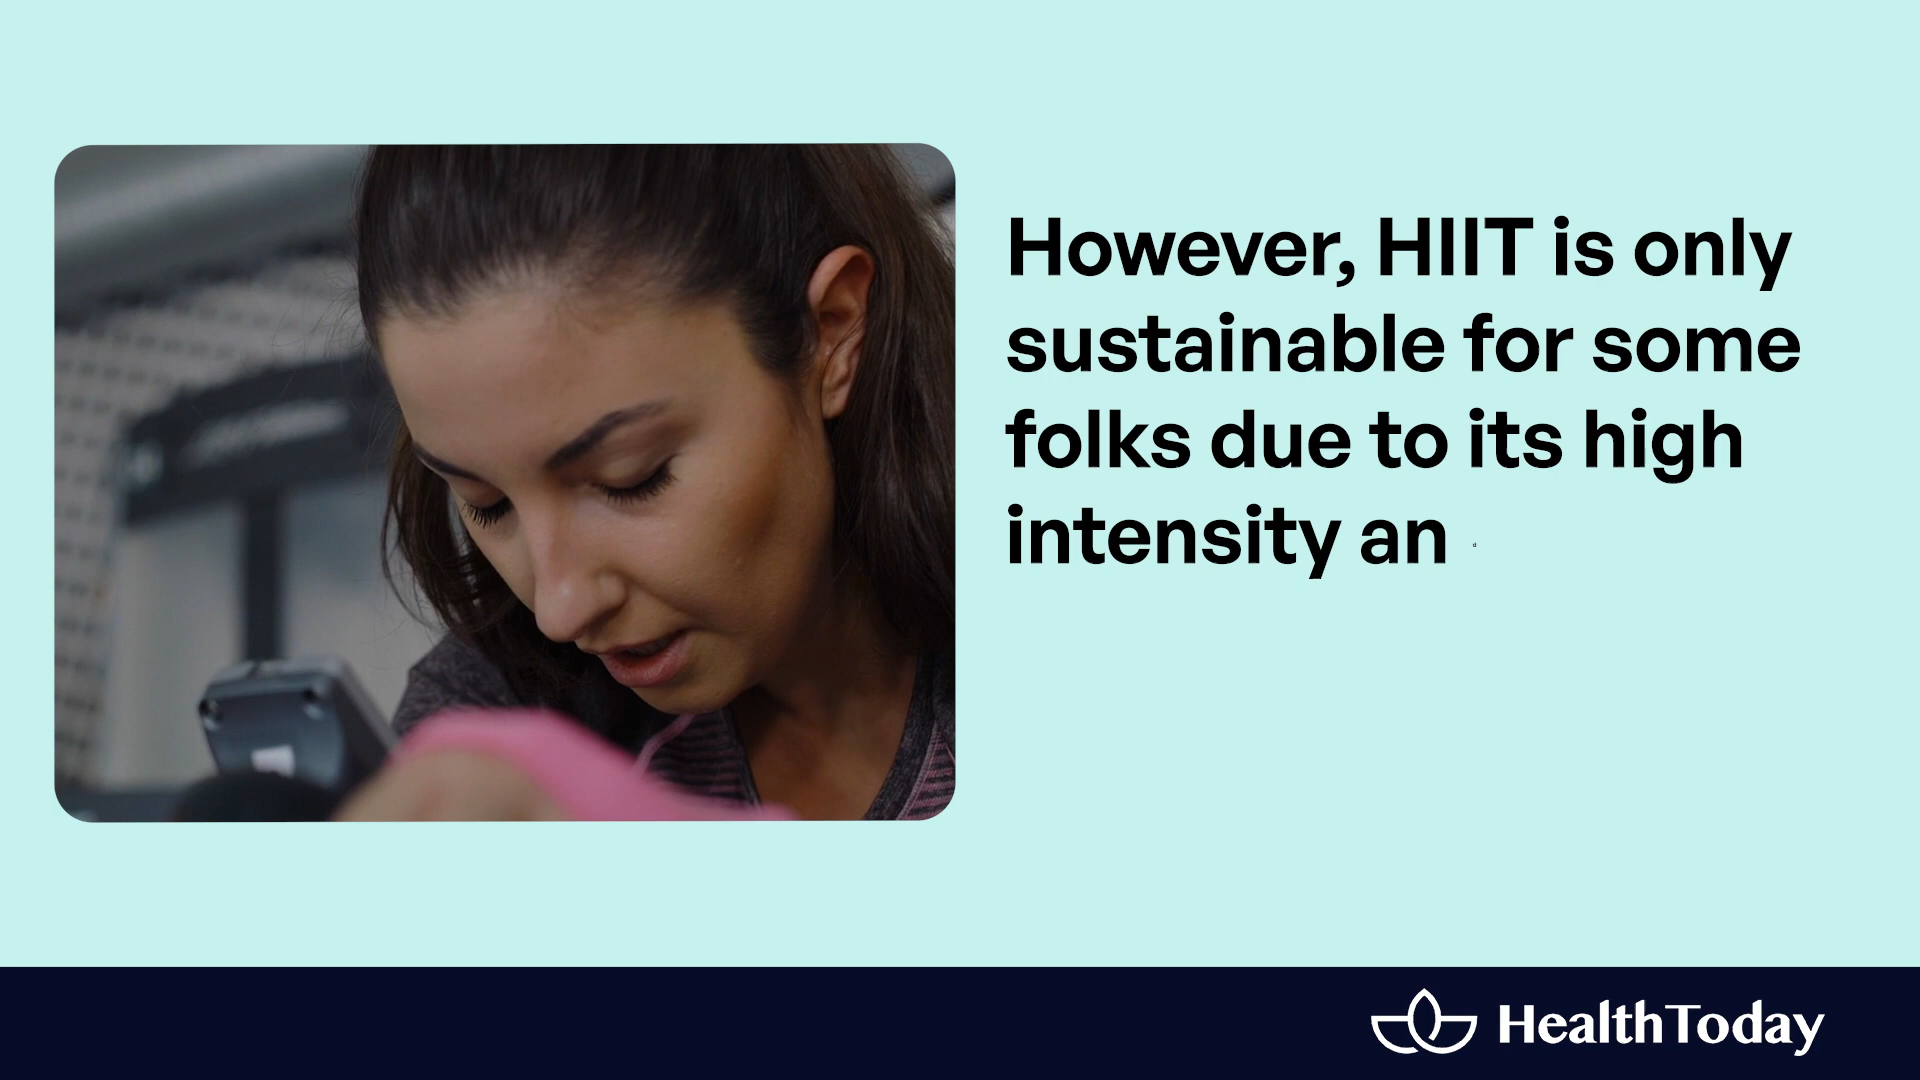 However, HIIT is only
sustainable for some
folks due to its high
intensity an
HealthToday